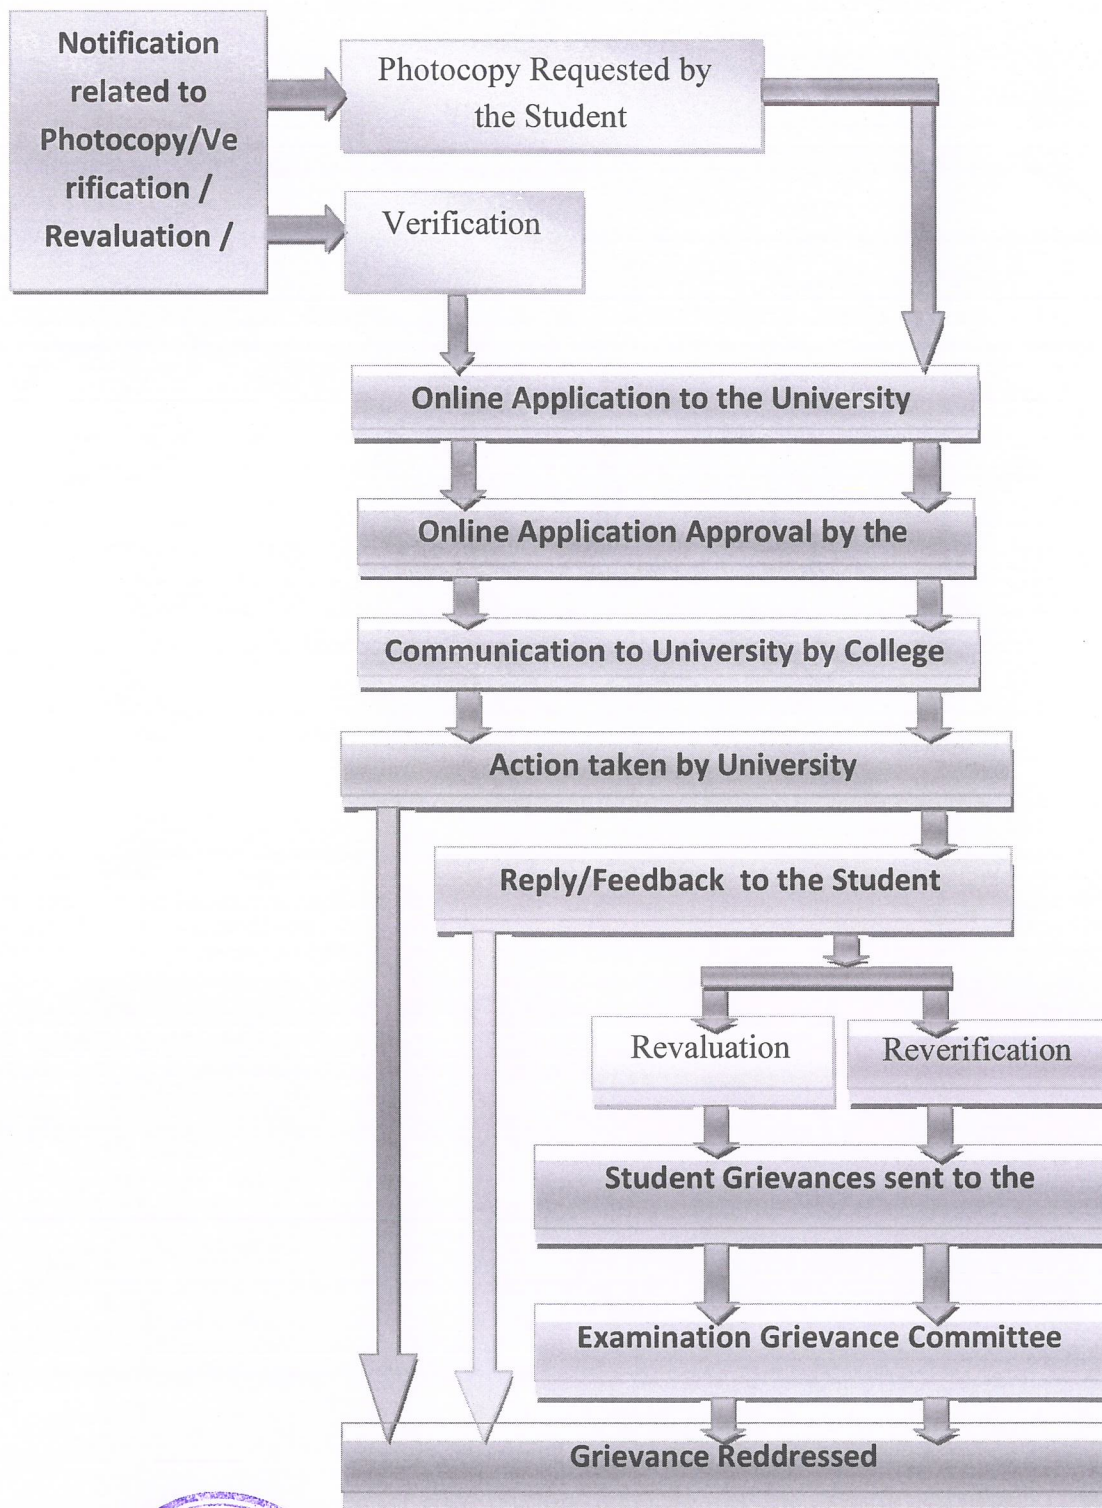 Notification
related to
Photocopy/Ve
rification /
Revaluation /
Photocopy Requested by
the Student
Verification
Online Application to the University
Online Application Approval by the
Communication to University by College
Action taken by University
Reply/Feedback to the Student
Revaluation
Reverification
Student Grievances sent to the
Examination Grievance Committee
Grievance Reddressed